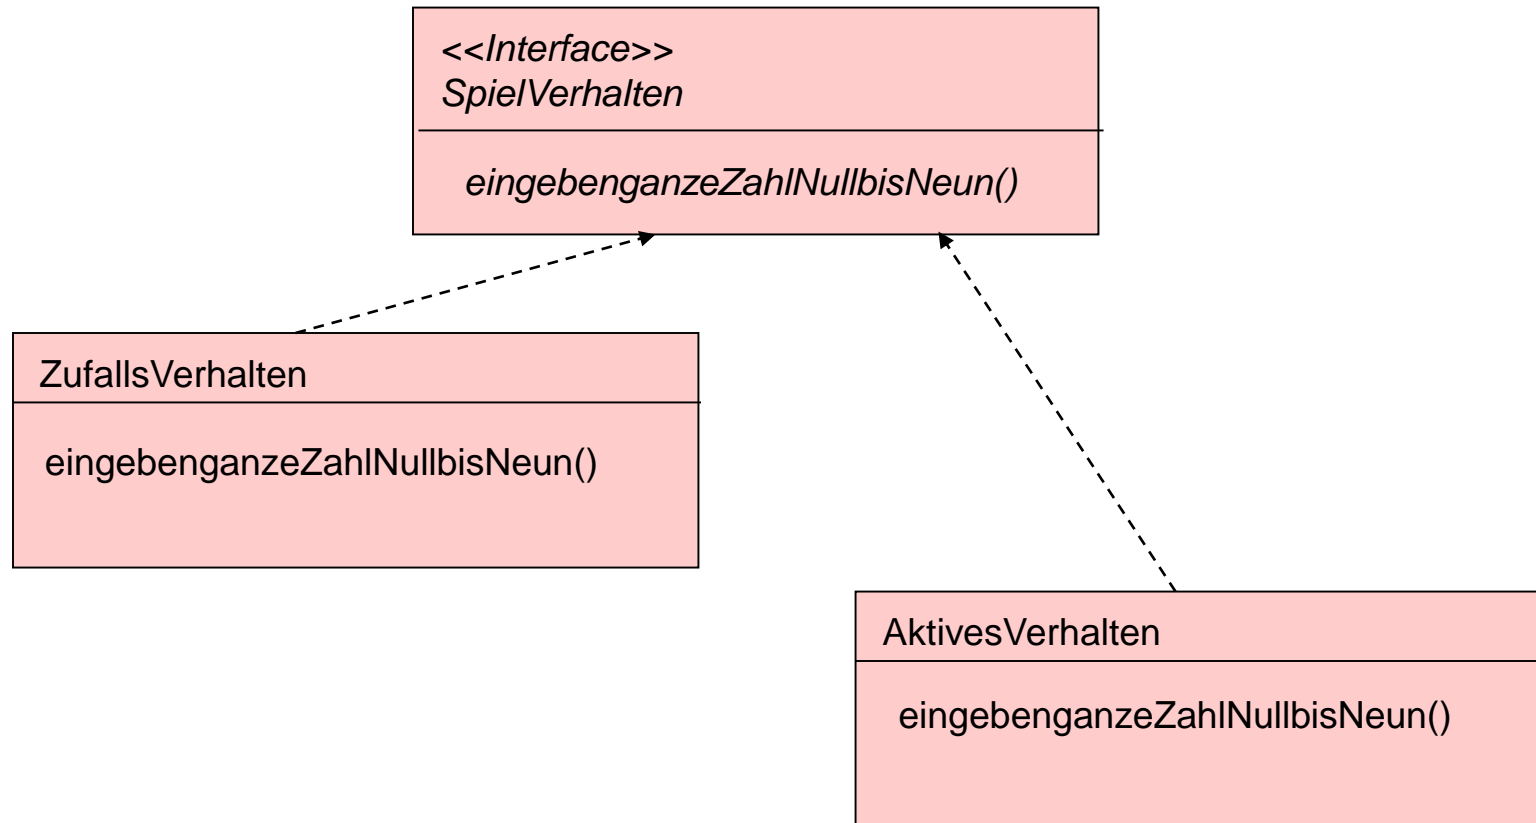 <<Interface>>
SpielVerhalten
eingebenganzeZahlNullbisNeun()
ZufallsVerhalten
eingebenganzeZahlNullbisNeun()
AktivesVerhalten
eingebenganzeZahlNullbisNeun()